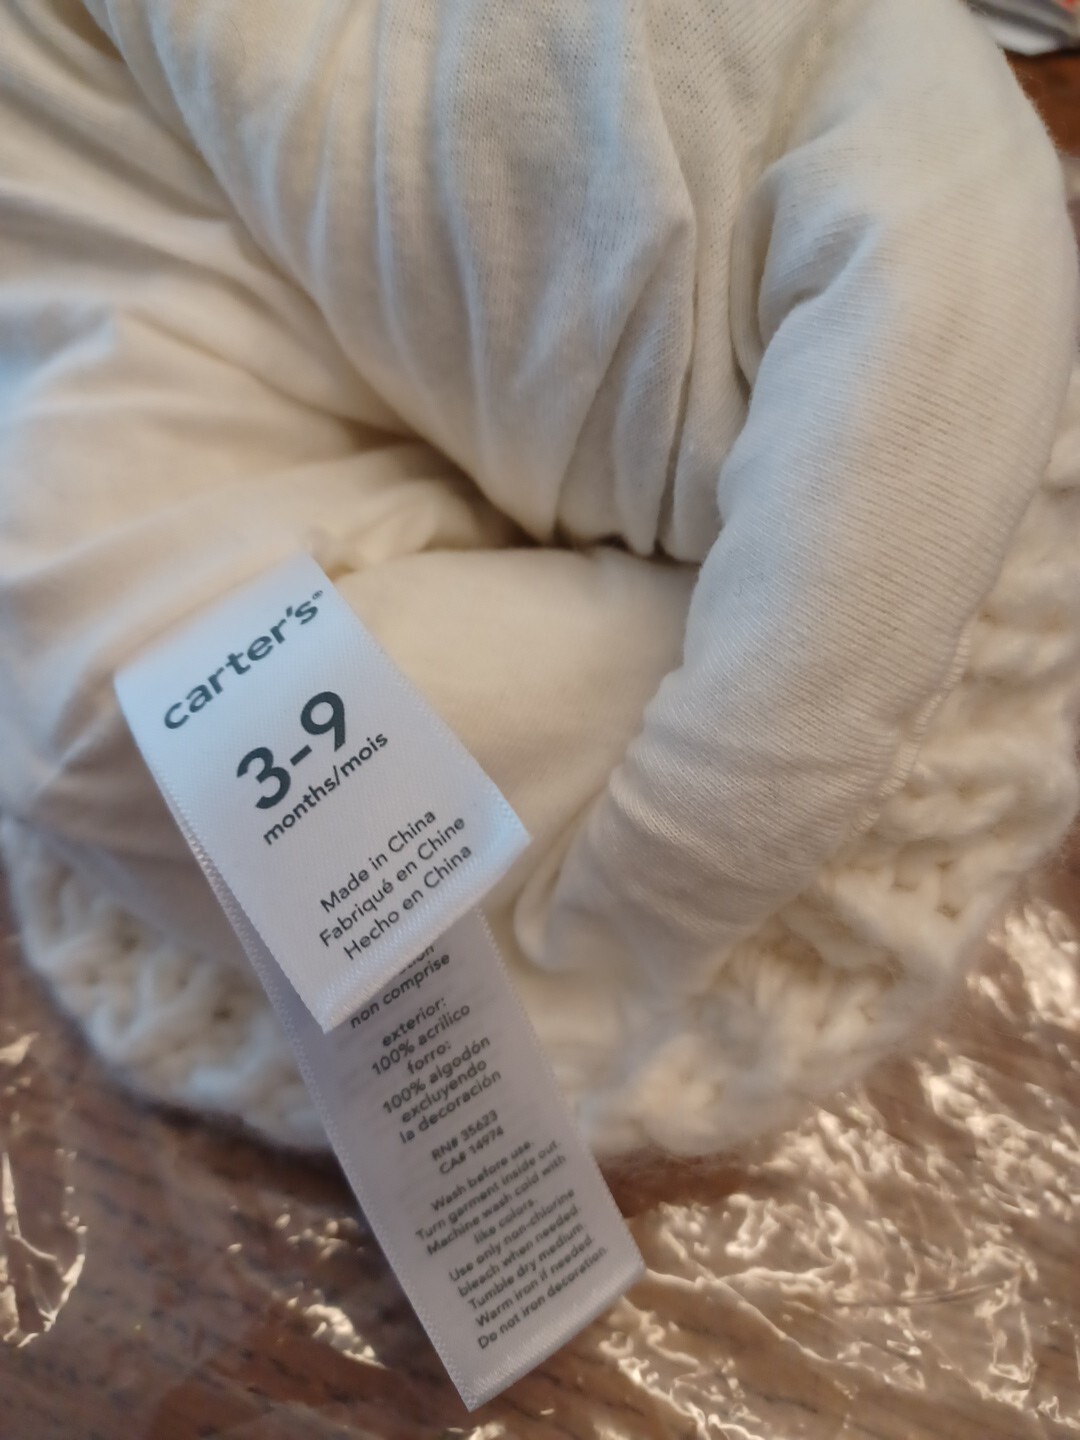 carter's®
3-9
months/mois
Made in China
Fabriqué en Chine
Hecho en China
non comprise
exterior:
100% acrílico
forro:
100% algodón
excluyendo
la decoración
RN# 35623
CA# 14974
Wash before use.
Turn garment inside out.
Machine wash cold with
like colors.
Use only non-chlorine
bleach when needed.
Tumble dry medium.
Warm iron if needed.
Do not iron decoration.